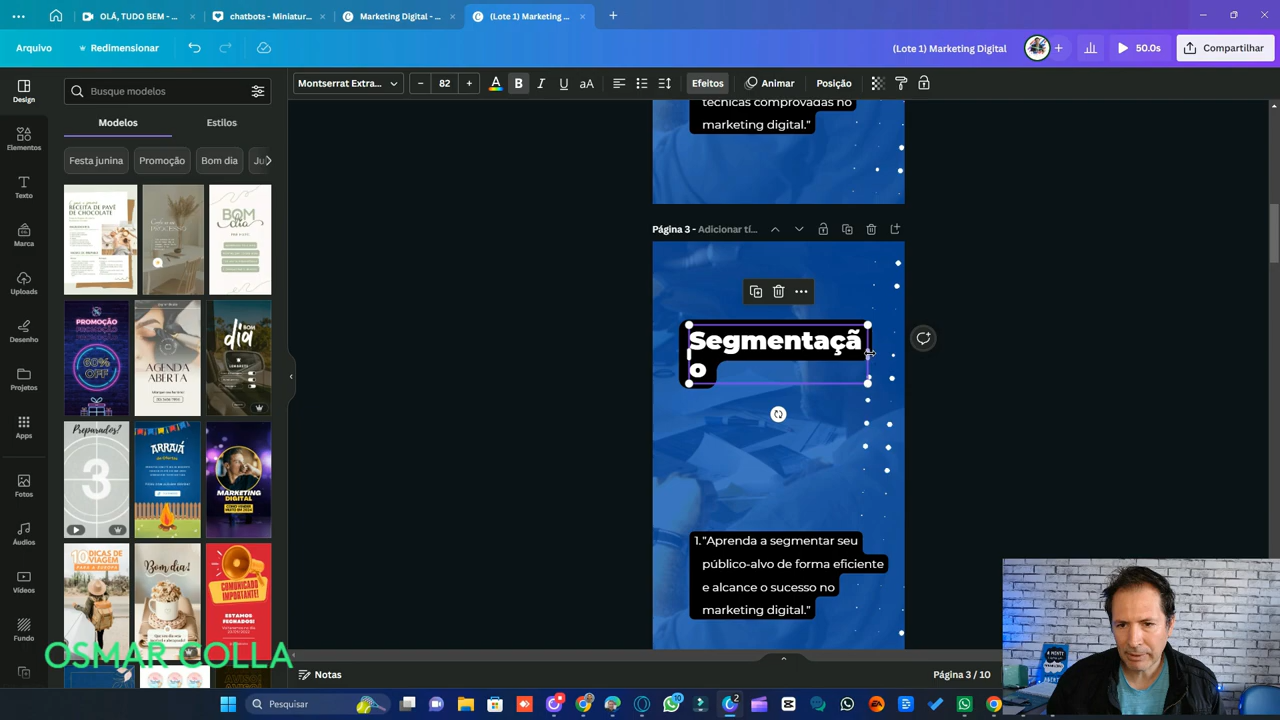 OLÁ, TUDO BEM - ...
chatbots - Miniatur...
Marketing Digital - ...
(Lote 1) Marketing ...
Arquivo
Redimensionar
(Lote 1) Marketing Digital
50.0s
Compartilhar
Design
Elementos
Texto
Marca
Uploads
Desenho
Projetos
Apps
Fotos
Áudios
Vídeos
Fundo
Busque modelos
Modelos
Estilos
Festa junina
Promoção
Bom dia
Ju
RECEITA DE PAVÊ
DE CHOCOLATE
BOM
dia
PROMOÇÃO
60%
OFF
AGENDA
ABERTA
BOM
dia
Preparados?
3
ARRAIÁ
MARKETING
DIGITAL
10 DICAS
DE VIAGEM
Bom dia!
COMUNICADO
IMPORTANTE!
ESTAMOS
FECHADOS!
Montserrat Extra...
82
B
I
U
aA
Efeitos
Animar
Posição
técnicas comprovadas no
marketing digital."
Página 3 - Adicionar tí...
Segmentaçã
o
1."Aprenda a segmentar seu
público-alvo de forma eficiente
e alcance o sucesso no
marketing digital."
Notas
Página 3 / 10
OSMAR COLLA
Pesquisar